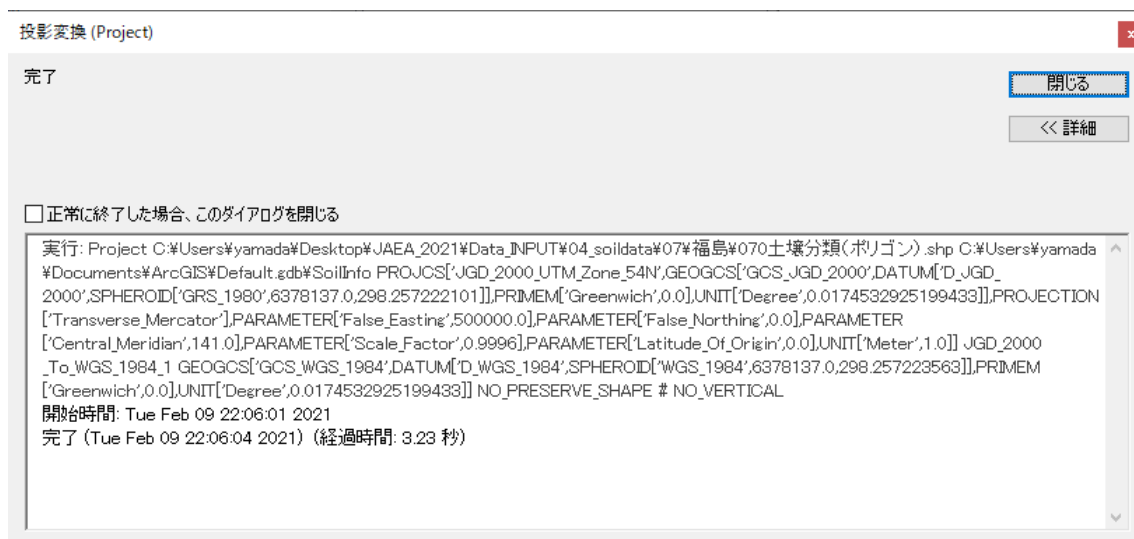 投影変換 (Project)
x
完了
閉じる
<< 詳細
正常に終了した場合、このダイアログを閉じる
実行: Project C:¥Users¥yamada¥Desktop¥JAEA_2021¥Data_INPUT¥04_soildata¥07¥福島¥070土壌分類(ポリゴン).shp C:¥Users¥yamada
¥Documents¥ArcGIS¥Default.gdb¥SoilInfo PROJCS['JGD_2000_UTM_Zone_54N',GEOGCS['GCS_JGD_2000',DATUM['D_JGD_
2000',SPHEROID['GRS_1980',6378137.0,298.257222101]],PRIMEM['Greenwich',0.0],UNIT['Degree',0.0174532925199433]],PROJECTION
['Transverse_Mercator'],PARAMETER['False_Easting',500000.0],PARAMETER['False_Northing',0.0],PARAMETER
['Central_Meridian',141.0],PARAMETER['Scale_Factor',0.9996],PARAMETER['Latitude_Of_Origin',0.0],UNIT['Meter',1.0]] JGD_2000
_To_WGS_1984_1 GEOGCS['GCS_WGS_1984',DATUM['D_WGS_1984',SPHEROID['WGS_1984',6378137.0,298.257223563]],PRIMEM
['Greenwich',0.0],UNIT['Degree',0.0174532925199433]] NO_PRESERVE_SHAPE # NO_VERTICAL
開始時間: Tue Feb 09 22:06:01 2021
完了 (Tue Feb 09 22:06:04 2021) (経過時間: 3.23 秒)